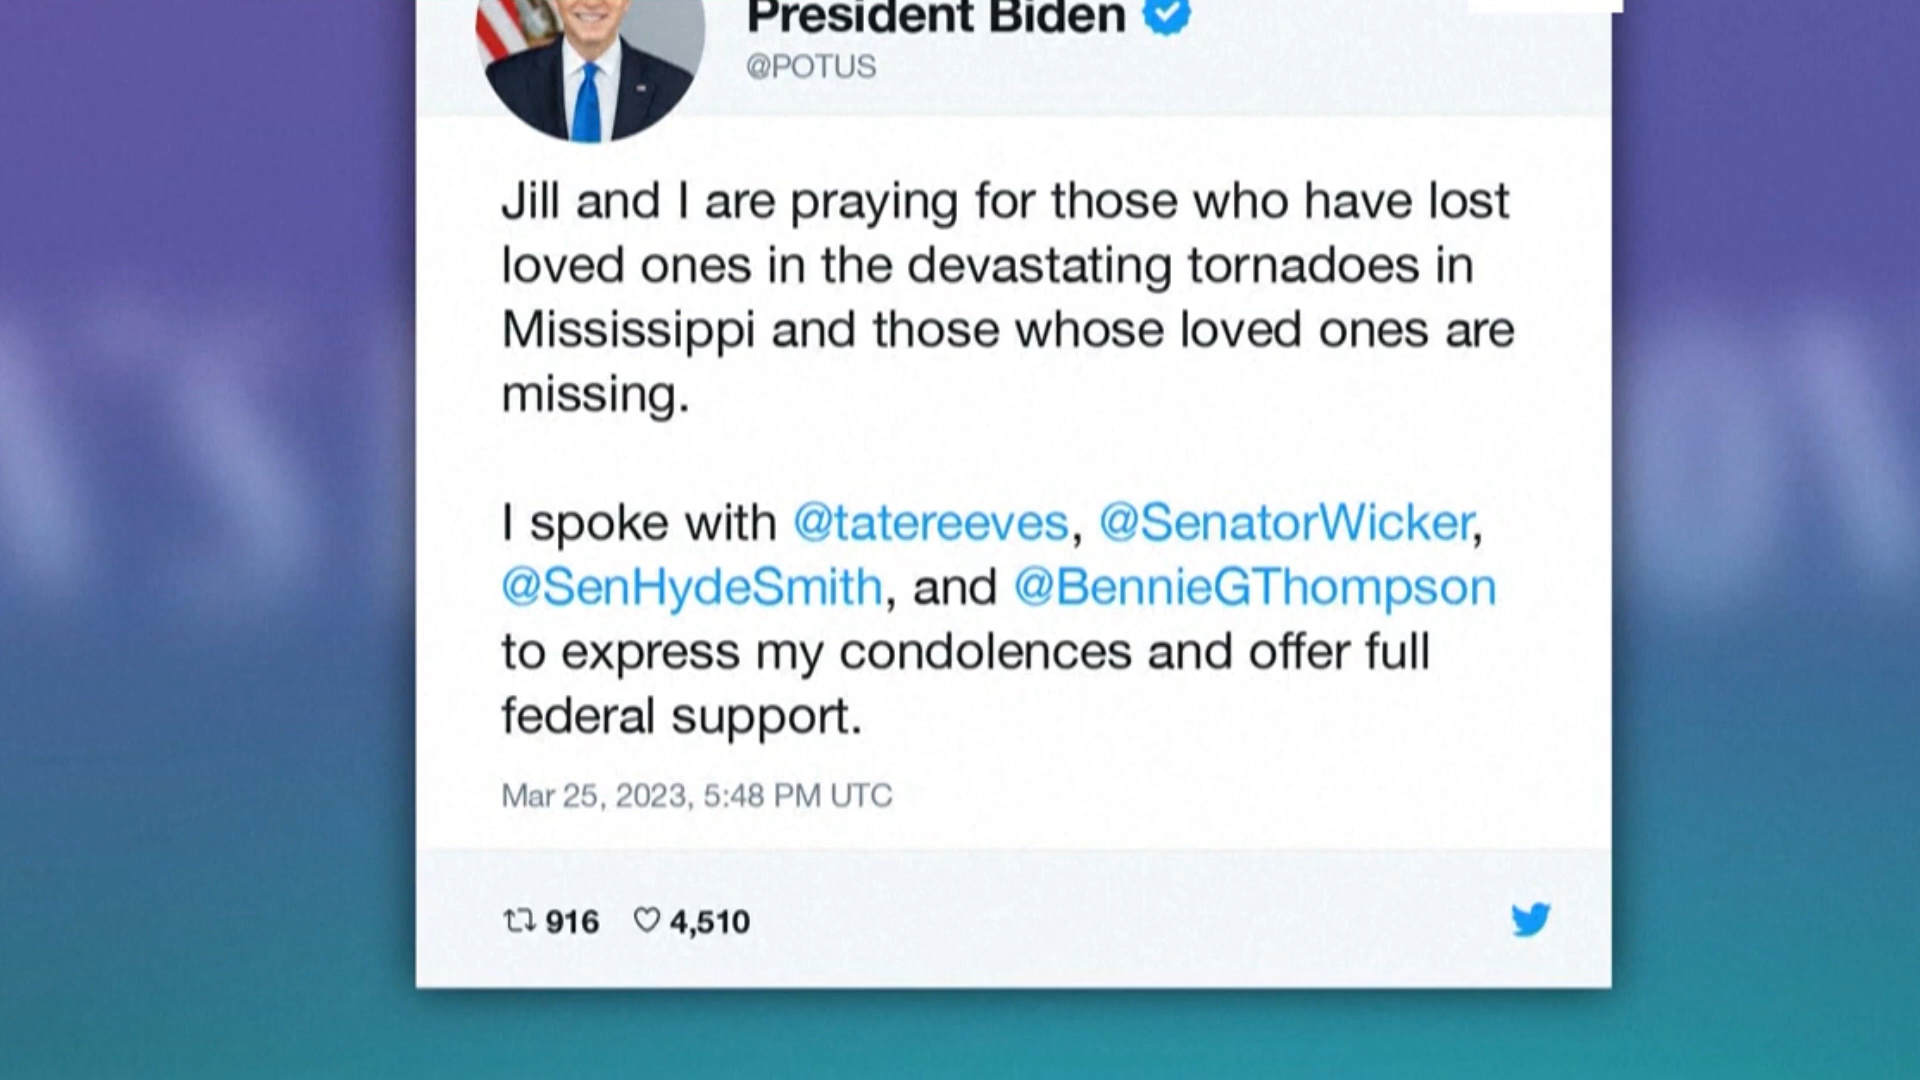 President Biden
@POTUS
Jill and I are praying for those who have lost
loved ones in the devastating tornadoes in
Mississippi and those whose loved ones are
missing.
I spoke with @tatereeves, @SenatorWicker,
@SenHydeSmith, and @BennieGThompson
to express my condolences and offer full
federal support.
Mar 25, 2023, 5:48 PM UTC
916 4,510